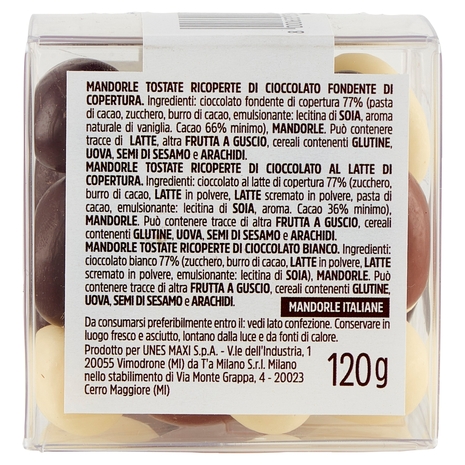 MANDORLE TOSTATE RICOPERTE DI CIOCCOLATO FONDENTE DI
COPERTURA. Ingredienti: cioccolato fondente di copertura 77% (pasta
di cacao, zucchero, burro di cacao, emulsionante: lecitina di SOIA, aroma
naturale di vaniglia. Cacao 66% minimo), MANDORLE. Può contenere
tracce di LATTE, altra FRUTTA A GUSCIO, cereali contenenti GLUTINE,
UOVA, SEMI DI SESAMO e ARACHIDI.
MANDORLE TOSTATE RICOPERTE DI CIOCCOLATO AL LATTE DI
COPERTURA. Ingredienti: cioccolato al latte di copertura 77% (zucchero,
burro di cacao, LATTE in polvere, LATTE scremato in polvere, pasta di
cacao, emulsionante: lecitina di SOIA, aroma. Cacao 36% minimo),
MANDORLE. Può contenere tracce di altra FRUTTA A GUSCIO, cereali
contenenti GLUTINE, UOVA, SEMI DI SESAMO e ARACHIDI.
MANDORLE TOSTATE RICOPERTE DI CIOCCOLATO BIANCO. Ingredienti:
cioccolato bianco 77% (zucchero, burro di cacao, LATTE in polvere, LATTE
scremato in polvere, emulsionante: lecitina di SOIA), MANDORLE. Può
contenere tracce di altra FRUTTA A GUSCIO, cereali contenenti GLUTINE,
UOVA, SEMI DI SESAMO e ARACHIDI.
MANDORLE ITALIANE
Da consumarsi preferibilmente entro il: vedi lato confezione. Conservare in
luogo fresco e asciutto, lontano dalla luce e da fonti di calore.
Prodotto per UNES MAXI S.p.A. - V.le dell'Industria, 1
20055 Vimodrone (MI) da T'a Milano S.r.l. Milano
nello stabilimento di Via Monte Grappa, 4 - 20023
Cerro Maggiore (MI)
120g